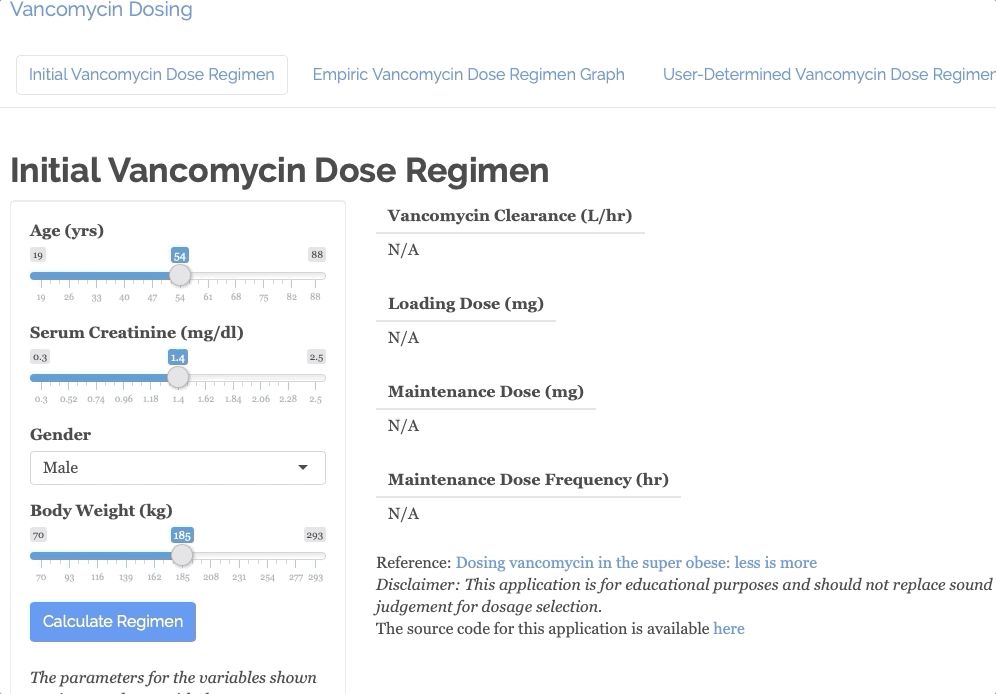 Vancomycin Dosing
Initial Vancomycin Dose Regimen
Empiric Vancomycin Dose Regimen Graph
User-Determined Vancomycin Dose Regimen
Initial Vancomycin Dose Regimen
Age (yrs)
19 54 88
19 26 33 40 47 54 61 68 75 82 88
Serum Creatinine (mg/dl)
0.3 1.4 2.5
0.3 0.52 0.74 0.96 1.18 1.4 1.62 1.84 2.06 2.28 2.5
Gender
Male
Body Weight (kg)
70 185 293
70 93 116 139 162 185 208 231 254 277 293
Calculate Regimen
The parameters for the variables shown
Vancomycin Clearance (L/hr)
N/A
Loading Dose (mg)
N/A
Maintenance Dose (mg)
N/A
Maintenance Dose Frequency (hr)
N/A
Reference: Dosing vancomycin in the super obese: less is more
Disclaimer: This application is for educational purposes and should not replace sound
judgement for dosage selection.
The source code for this application is available here